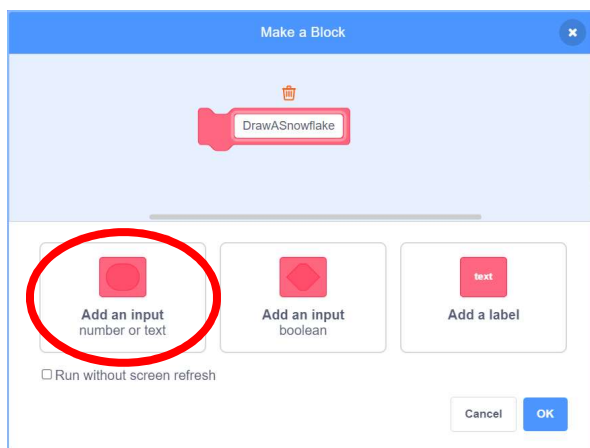 Make a Block
DrawASnowflake
text
Add an input
number or text
Add an input
boolean
Add a label
Run without screen refresh
Cancel
OK